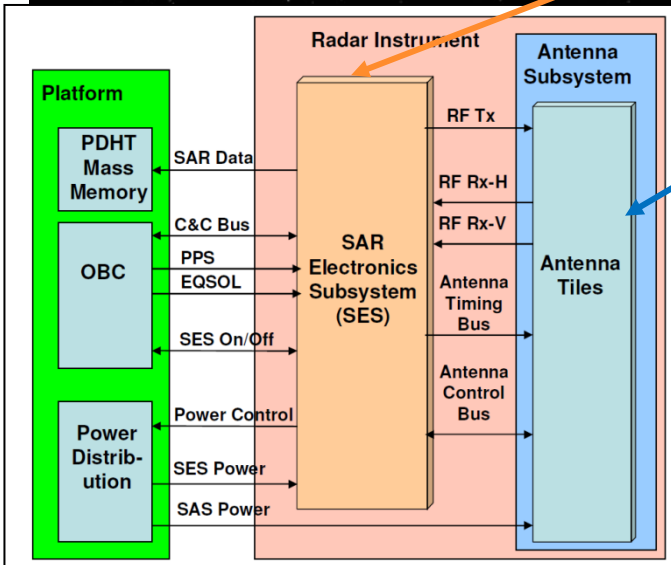 Radar Instrument
Antenna
Subsystem
Platform
PDHT
Mass
Memory
SAR Data
C&C Bus
OBC
PPS
EQSOL
SES On/Off
Power Control
Power
Distrib-
ution
SES Power
SAS Power
SAR
Electronics
Subsystem
(SES)
RF Tx
RF Rx-H
RF Rx-V
Antenna
Timing
Bus
Antenna
Control
Bus
Antenna
Tiles